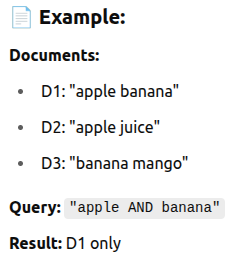 Example:
Documents:
• D1: "apple banana"
• D2: "apple juice"
• D3: "banana mango"
Query: "apple AND banana"
Result: D1 only